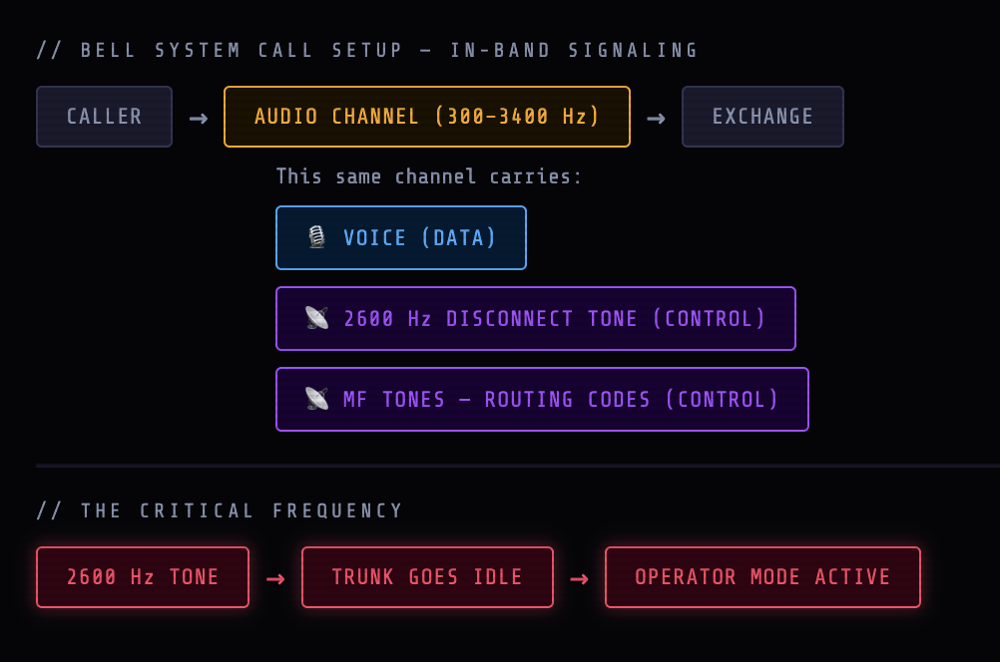 // BELL SYSTEM CALL SETUP — IN-BAND SIGNALING
CALLER → AUDIO CHANNEL (300–3400 Hz) → EXCHANGE
This same channel carries:
🎙 VOICE (DATA)
📡 2600 Hz DISCONNECT TONE (CONTROL)
📡 MF TONES — ROUTING CODES (CONTROL)
// THE CRITICAL FREQUENCY
2600 Hz TONE → TRUNK GOES IDLE → OPERATOR MODE ACTIVE